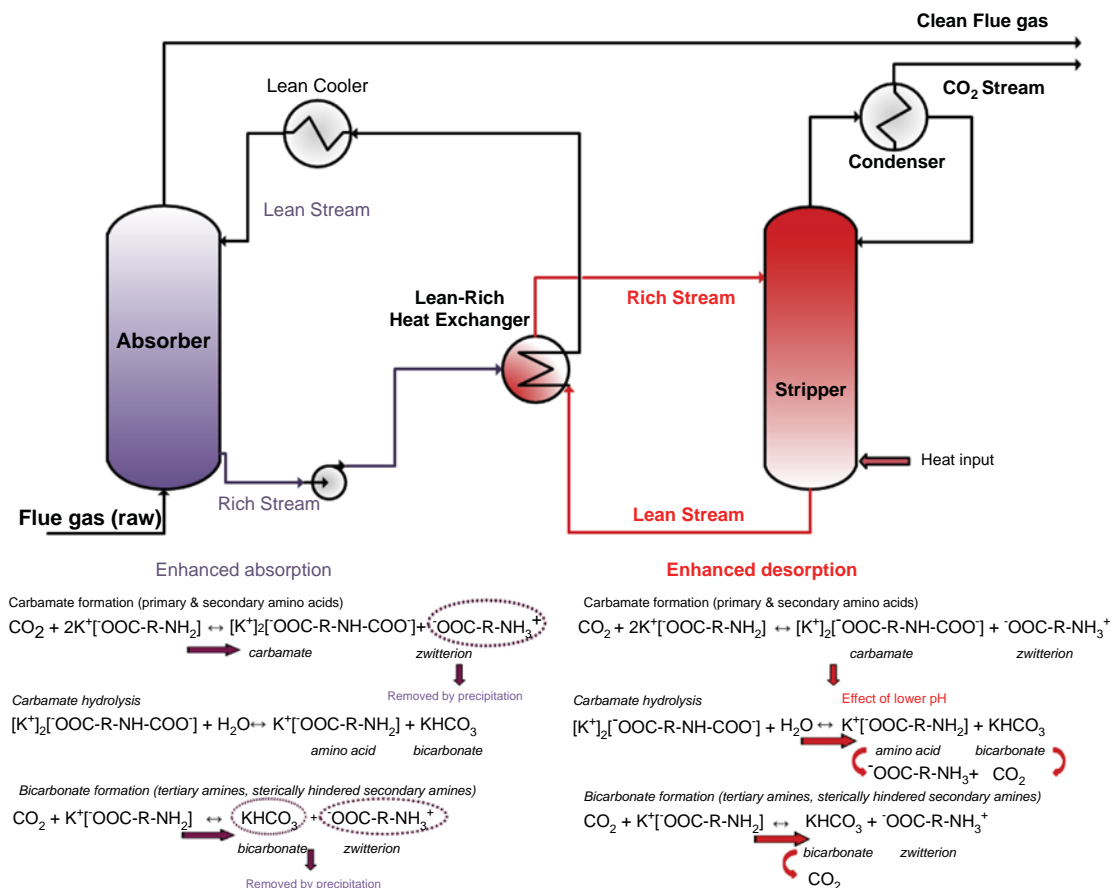 Clean Flue gas
CO₂ Stream
Lean Cooler
Condenser
Lean Stream
Lean-Rich
Heat Exchanger
Rich Stream
Absorber
Stripper
Heat input
Rich Stream
Flue gas (raw)
Lean Stream
Enhanced absorption
Carbamate formation (primary & secondary amino acids)
CO₂ + 2K⁺[⁻OOC-R-NH₂] ↔ [K⁺]₂[⁻OOC-R-NH-COO⁻]+ ⁻OOC-R-NH₃⁺
carbamate zwitterion
Removed by precipitation
Carbamate hydrolysis
[K⁺]₂[⁻OOC-R-NH-COO⁻] + H₂O↔ K⁺[⁻OOC-R-NH₂] + KHCO₃
amino acid bicarbonate
Bicarbonate formation (tertiary amines, sterically hindered secondary amines)
CO₂ + K⁺[⁻OOC-R-NH₂] ↔ KHCO₃ + ⁻OOC-R-NH₃⁺
bicarbonate zwitterion
Removed by precipitation
Enhanced desorption
Carbamate formation (primary & secondary amino acids)
CO₂ + 2K⁺[⁻OOC-R-NH₂] ↔ [K⁺]₂[⁻OOC-R-NH-COO⁻] + ⁻OOC-R-NH₃⁺
carbamate zwitterion
Effect of lower pH
Carbamate hydrolysis
[K⁺]₂[⁻OOC-R-NH-COO⁻] + H₂O ↔ K⁺[⁻OOC-R-NH₂] + KHCO₃
amino acid bicarbonate
⁻OOC-R-NH₃+ CO₂
Bicarbonate formation (tertiary amines, sterically hindered secondary amines)
CO₂ + K⁺[⁻OOC-R-NH₂] ↔ KHCO₃ + ⁻OOC-R-NH₃⁺
bicarbonate zwitterion
CO₂